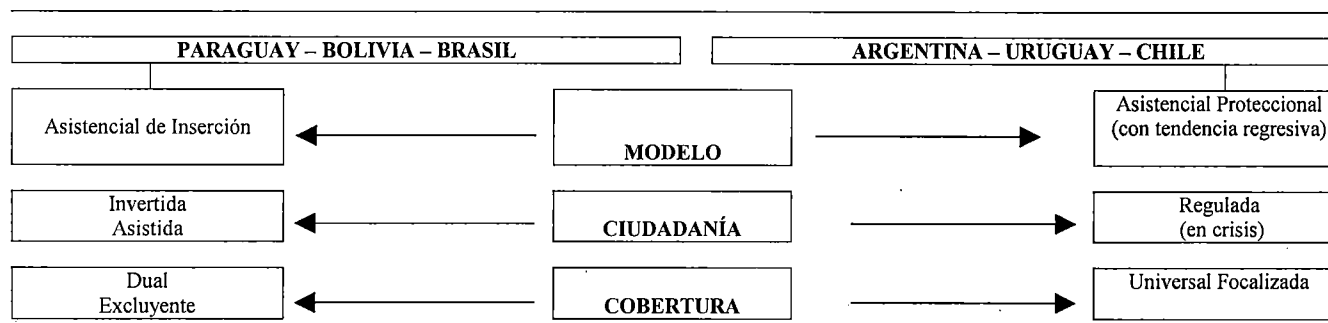 PARAGUAY – BOLIVIA – BRASIL
ARGENTINA – URUGUAY – CHILE
Asistencial de Inserción
MODELO
Asistencial Proteccional
(con tendencia regresiva)
Invertida
Asistida
CIUDADANÍA
Regulada
(en crisis)
Dual
Excluyente
COBERTURA
Universal Focalizada